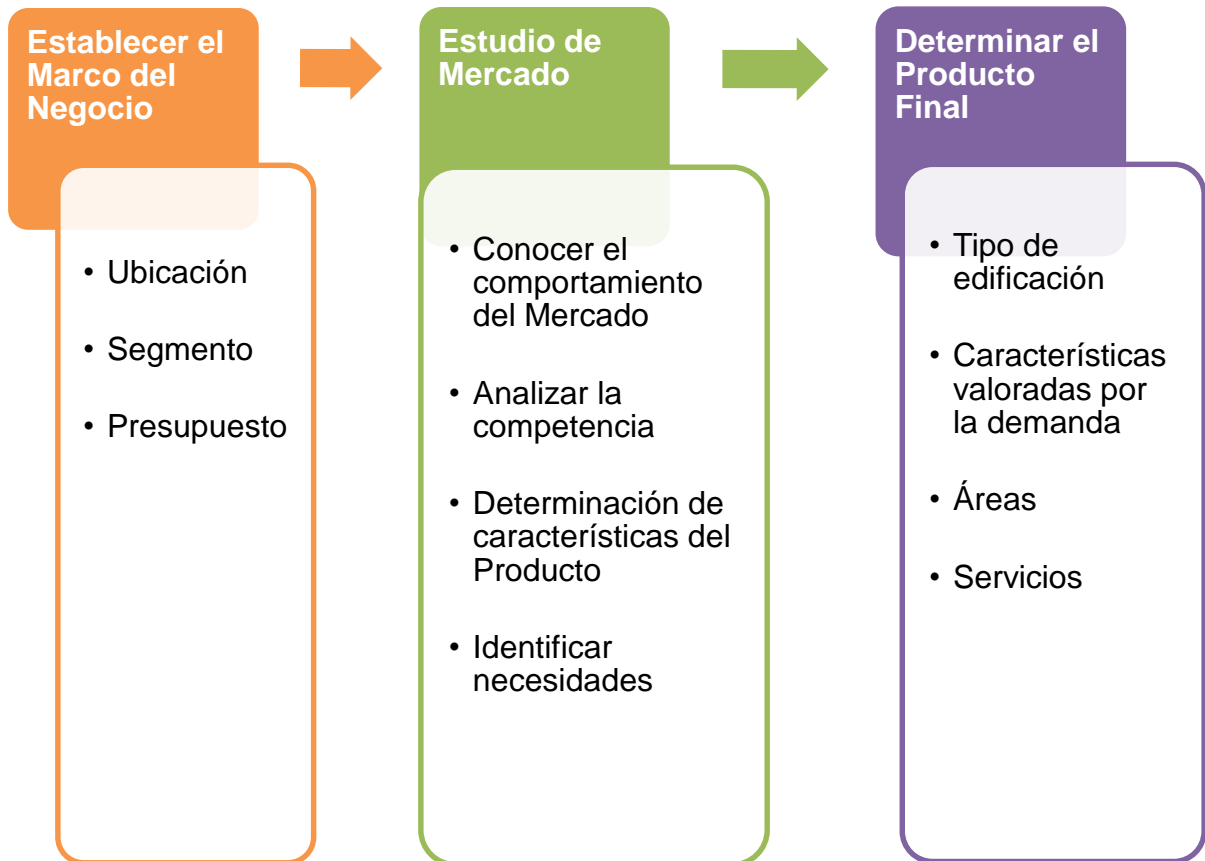 Establecer el
Marco del
Negocio
• Ubicación
• Segmento
• Presupuesto
Estudio de
Mercado
• Conocer el
comportamiento
del Mercado
• Analizar la
competencia
• Determinación de
características del
Producto
• Identificar
necesidades
Determinar el
Producto
Final
• Tipo de
edificación
• Características
valoradas por
la demanda
• Áreas
• Servicios